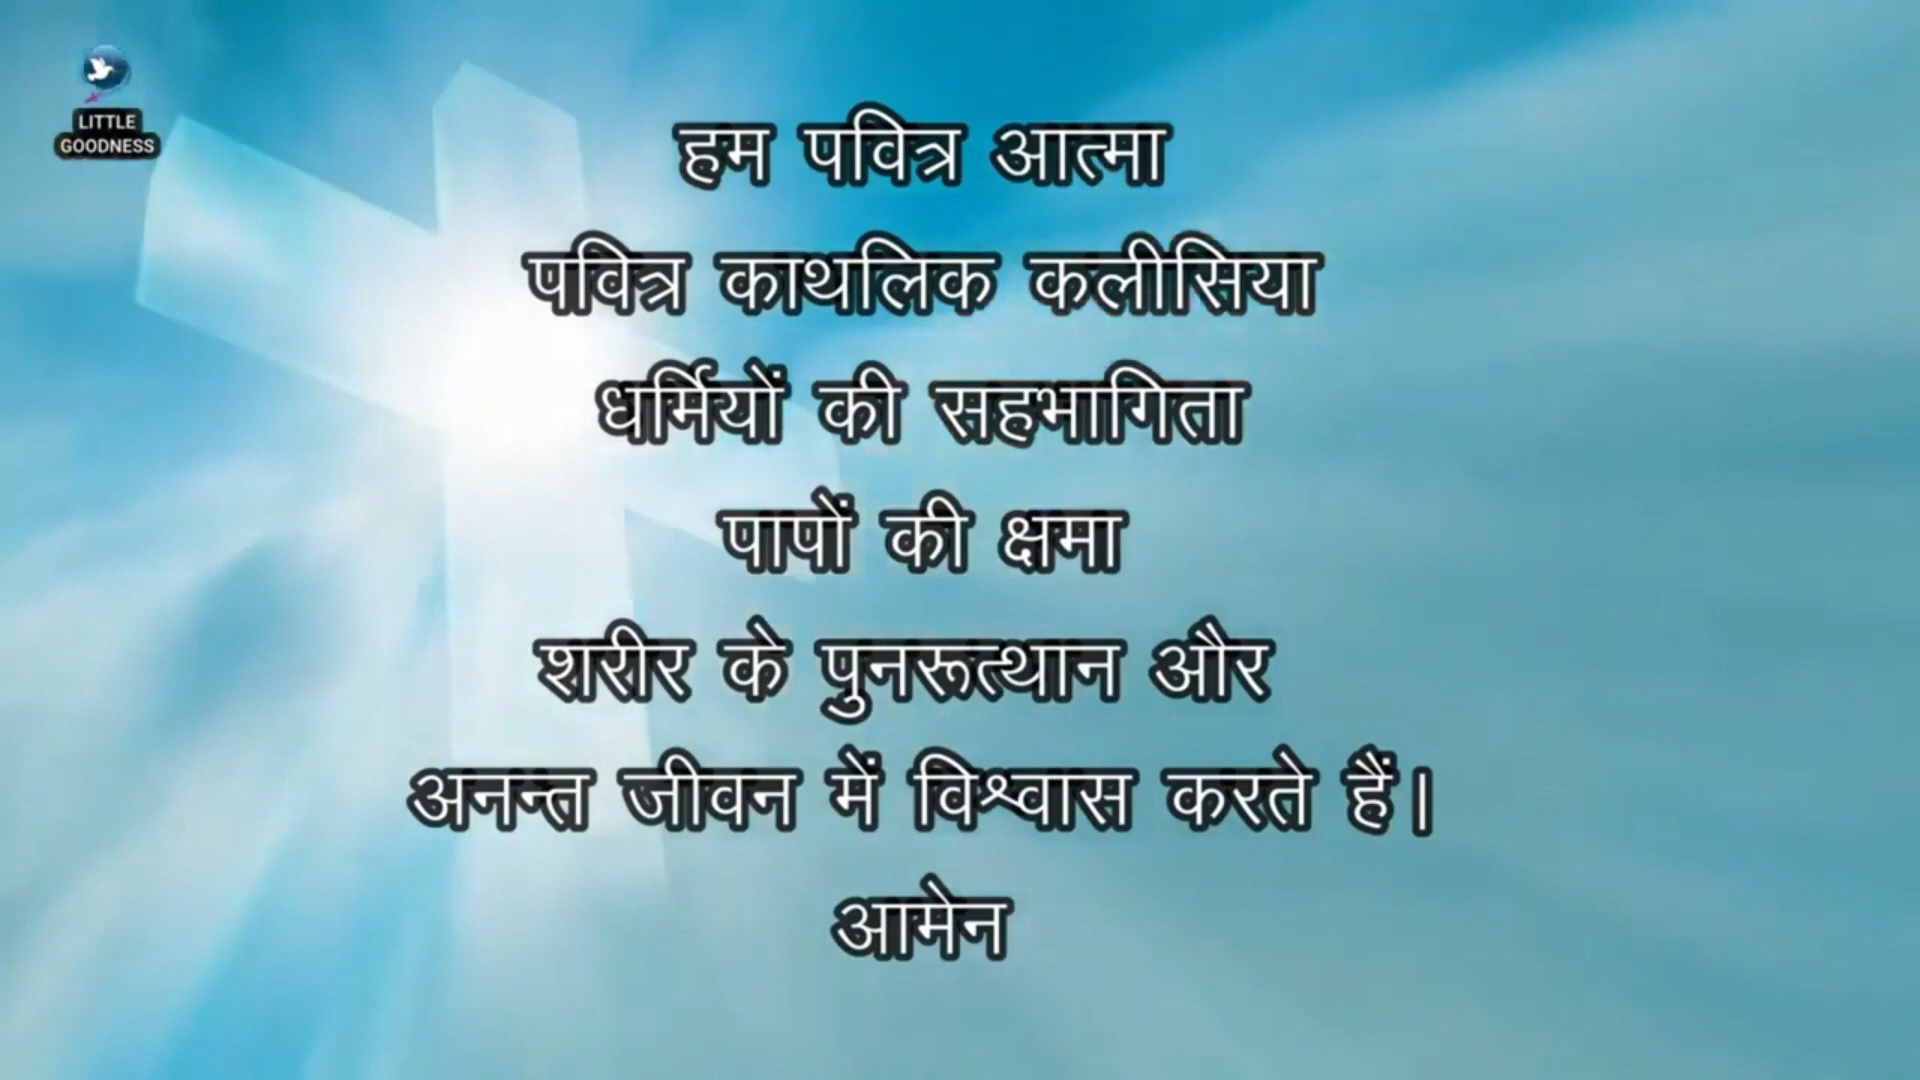 LITTLE
GOODNESS
हम पवित्र आत्मा
पवित्र काथलिक कलीसिया
धर्मियों की सहभागिता
पापों की क्षमा
शरीर के पुनरूत्थान और
अनन्त जीवन में विश्वास करते हैं।
आमेन